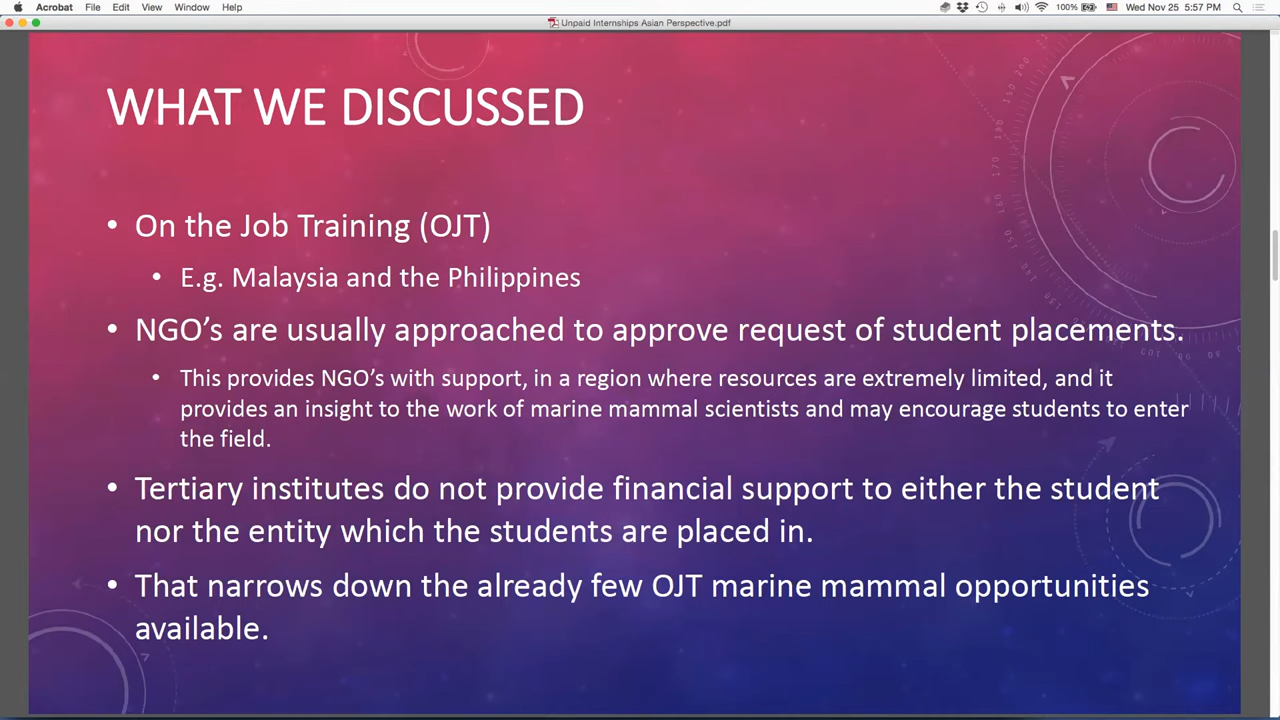 Acrobat File Edit View Window Help 100% Wed Nov 25 5:57 PM
Unpaid Internships Asian Perspective.pdf
WHAT WE DISCUSSED
• On the Job Training (OJT)
• E.g. Malaysia and the Philippines
• NGO's are usually approached to approve request of student placements.
• This provides NGO's with support, in a region where resources are extremely limited, and it
provides an insight to the work of marine mammal scientists and may encourage students to enter
the field.
• Tertiary institutes do not provide financial support to either the student
nor the entity which the students are placed in.
• That narrows down the already few OJT marine mammal opportunities
available.